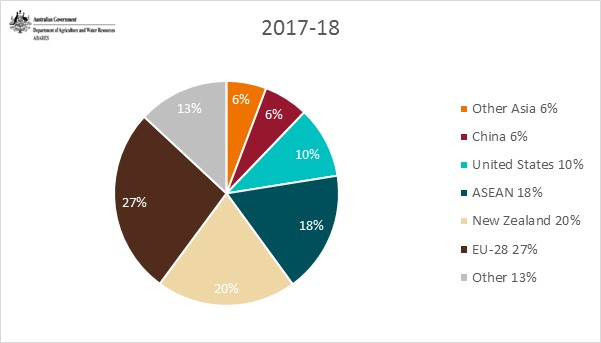 Australian Government
Department of Agriculture and Water Resources
ABARES
2017-18
6%
6%
10%
18%
20%
27%
13%
Other Asia 6%
China 6%
United States 10%
ASEAN 18%
New Zealand 20%
EU-28 27%
Other 13%